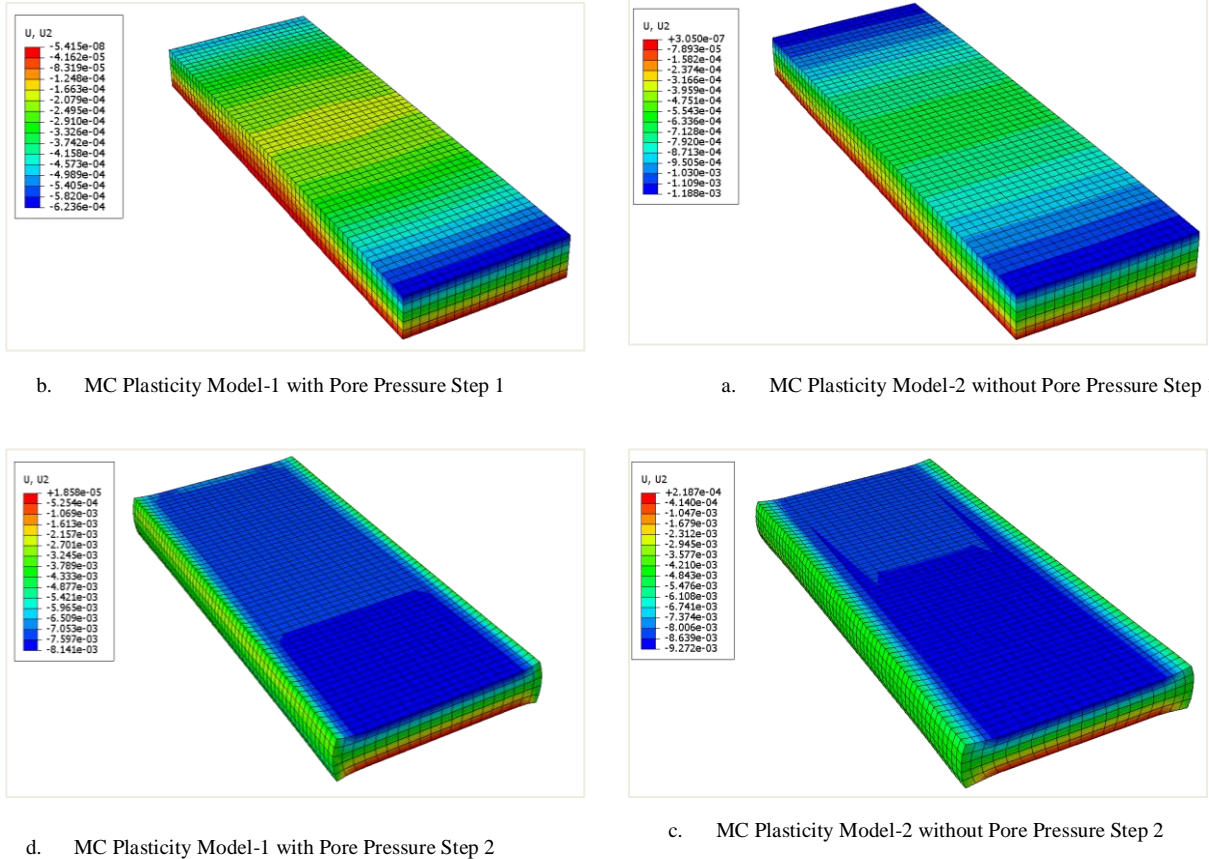 U, U2
-5.415e-08
-4.162e-05
-8.319e-05
-1.248e-04
-1.663e-04
-2.079e-04
-2.495e-04
-2.910e-04
-3.326e-04
-3.742e-04
-4.158e-04
-4.573e-04
-4.989e-04
-5.405e-04
-5.820e-04
-6.236e-04
b. MC Plasticity Model-1 with Pore Pressure Step 1
U, U2
+3.050e-07
-7.893e-05
-1.582e-04
-2.374e-04
-3.166e-04
-3.959e-04
-4.751e-04
-5.543e-04
-6.336e-04
-7.128e-04
-7.920e-04
-8.713e-04
-9.505e-04
-1.030e-03
-1.109e-03
-1.188e-03
a. MC Plasticity Model-2 without Pore Pressure Step
U, U2
+1.858e-05
-5.254e-04
-1.069e-03
-1.613e-03
-2.157e-03
-2.701e-03
-3.245e-03
-3.789e-03
-4.333e-03
-4.877e-03
-5.421e-03
-5.965e-03
-6.509e-03
-7.053e-03
-7.597e-03
-8.141e-03
d. MC Plasticity Model-1 with Pore Pressure Step 2
U, U2
+2.187e-04
-4.140e-04
-1.047e-03
-1.679e-03
-2.312e-03
-2.945e-03
-3.577e-03
-4.210e-03
-4.843e-03
-5.476e-03
-6.108e-03
-6.741e-03
-7.374e-03
-8.006e-03
-8.639e-03
-9.272e-03
c. MC Plasticity Model-2 without Pore Pressure Step 2